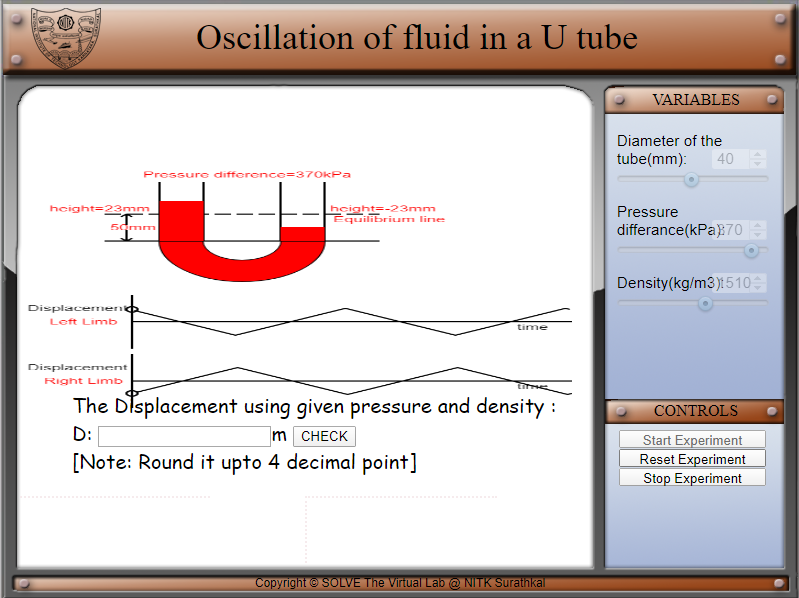 Oscillation of fluid in a U tube
VARIABLES
Diameter of the
tube(mm): 40
Pressure
differance(kPa):370
Density(kg/m3):1510
Pressure difference=370kPa
height=23mm
height=-23mm
Equilibrium line
50mm
Displacement
Left Limb
time
Displacement
Right Limb
time
The Displacement using given pressure and density :
D: m CHECK
[Note: Round it upto 4 decimal point]
CONTROLS
Start Experiment
Reset Experiment
Stop Experiment
Copyright © SOLVE The Virtual Lab @ NITK Surathkal